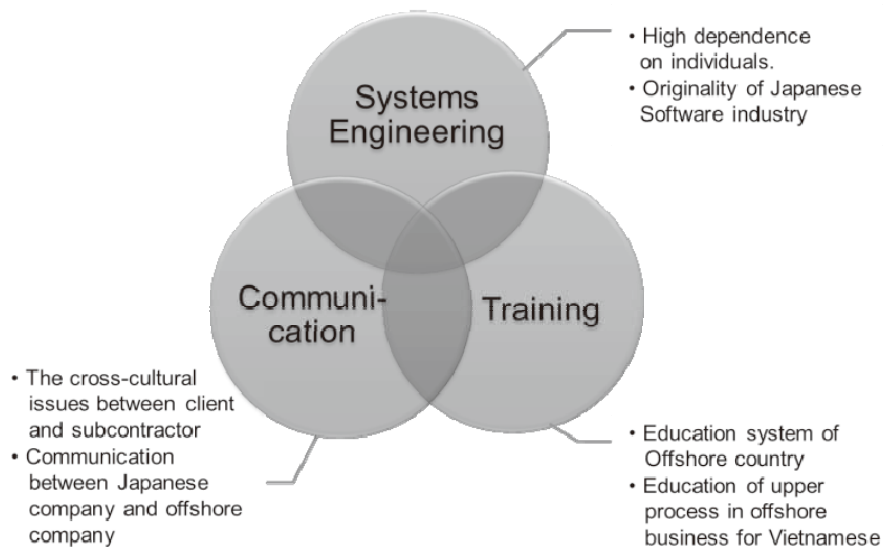 Systems
Engineering
• High dependence
on individuals.
• Originality of Japanese
Software industry
Communi-
cation
Training
• The cross-cultural
issues between client
and subcontractor
• Communication
between Japanese
company and offshore
company
• Education system of
Offshore country
• Education of upper
process in offshore
business for Vietnamese